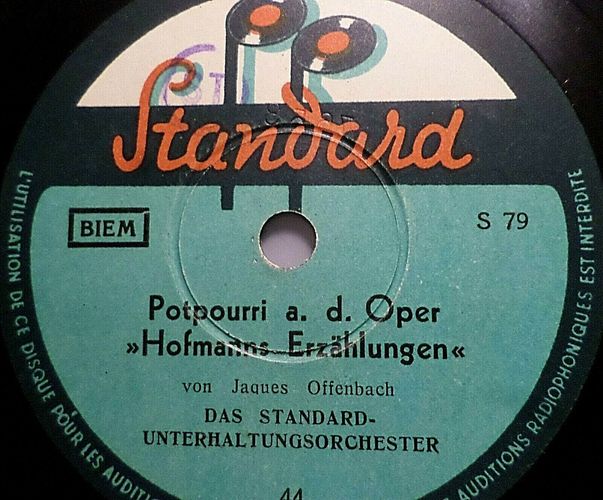 Standard
BIEM
S 79
Potpourri a. d. Oper
»Hofmanns Erzählungen«
von Jaques Offenbach
DAS STANDARD-
UNTERHALTUNGSORCHESTER
44
L'UTILISATION DE CE DISQUE POUR LES AUDITIONS RADIOPHONIQUES EST INTERDITE